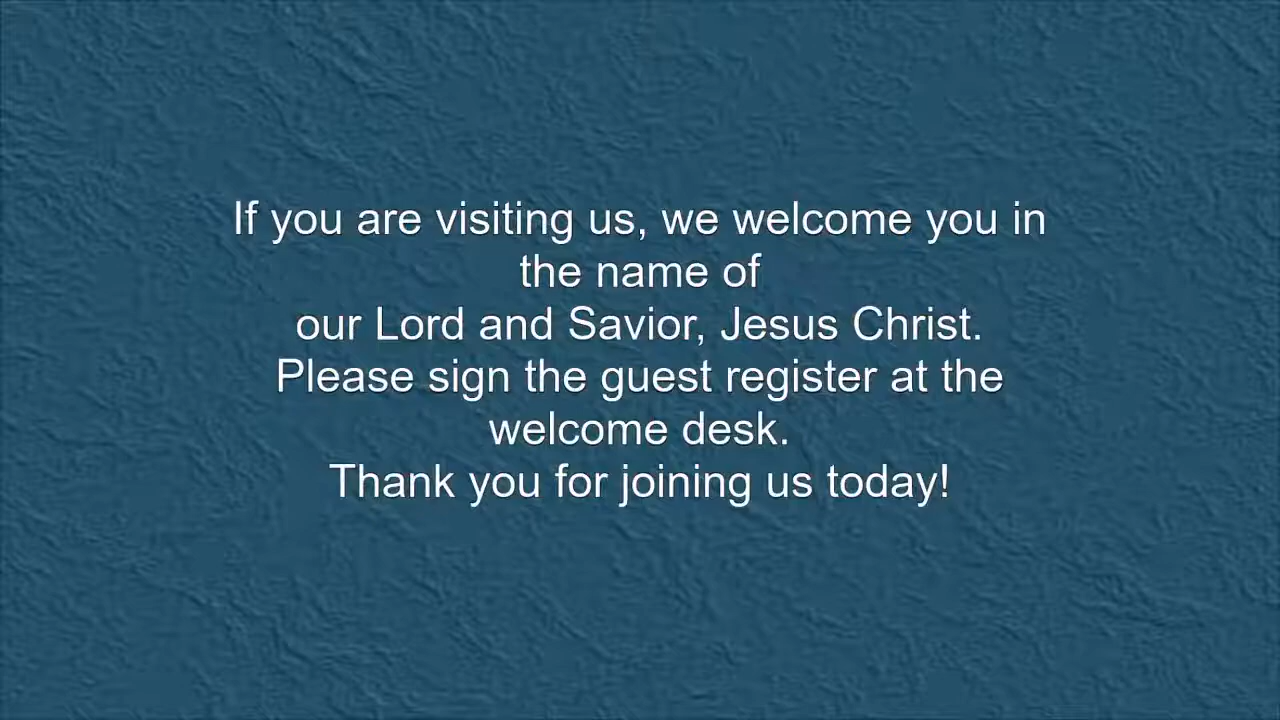 If you are visiting us, we welcome you in
the name of
our Lord and Savior, Jesus Christ.
Please sign the guest register at the
welcome desk.
Thank you for joining us today!